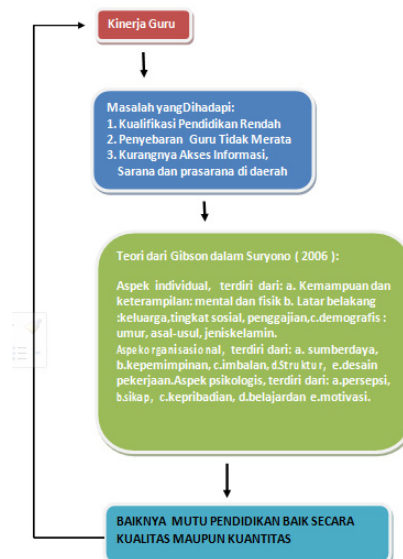 Kinerja Guru
Masalah yangDihadapi:
1. Kualifikasi Pendidikan Rendah
2. Penyebaran Guru Tidak Merata
3. Kurangnya Akses Informasi,
Sarana dan prasarana di daerah
Teori dari Gibson dalam Suryono ( 2006 ):
Aspek individual, terdiri dari: a. Kemampuan dan
keterampilan: mental dan fisik b. Latar belakang
:keluarga,tingkat sosial, penggajian,c.demografis :
umur, asal-usul, jeniskelamin.
Aspekorganisasional, terdiri dari: a. sumberdaya,
b.kepemimpinan, c.imbalan, d.Struktur, e.desain
pekerjaan.Aspek psikologis, terdiri dari: a.persepsi,
b.sikap, c.kepribadian, d.belajardan e.motivasi.
BAIKNYA MUTU PENDIDIKAN BAIK SECARA
KUALITAS MAUPUN KUANTITAS